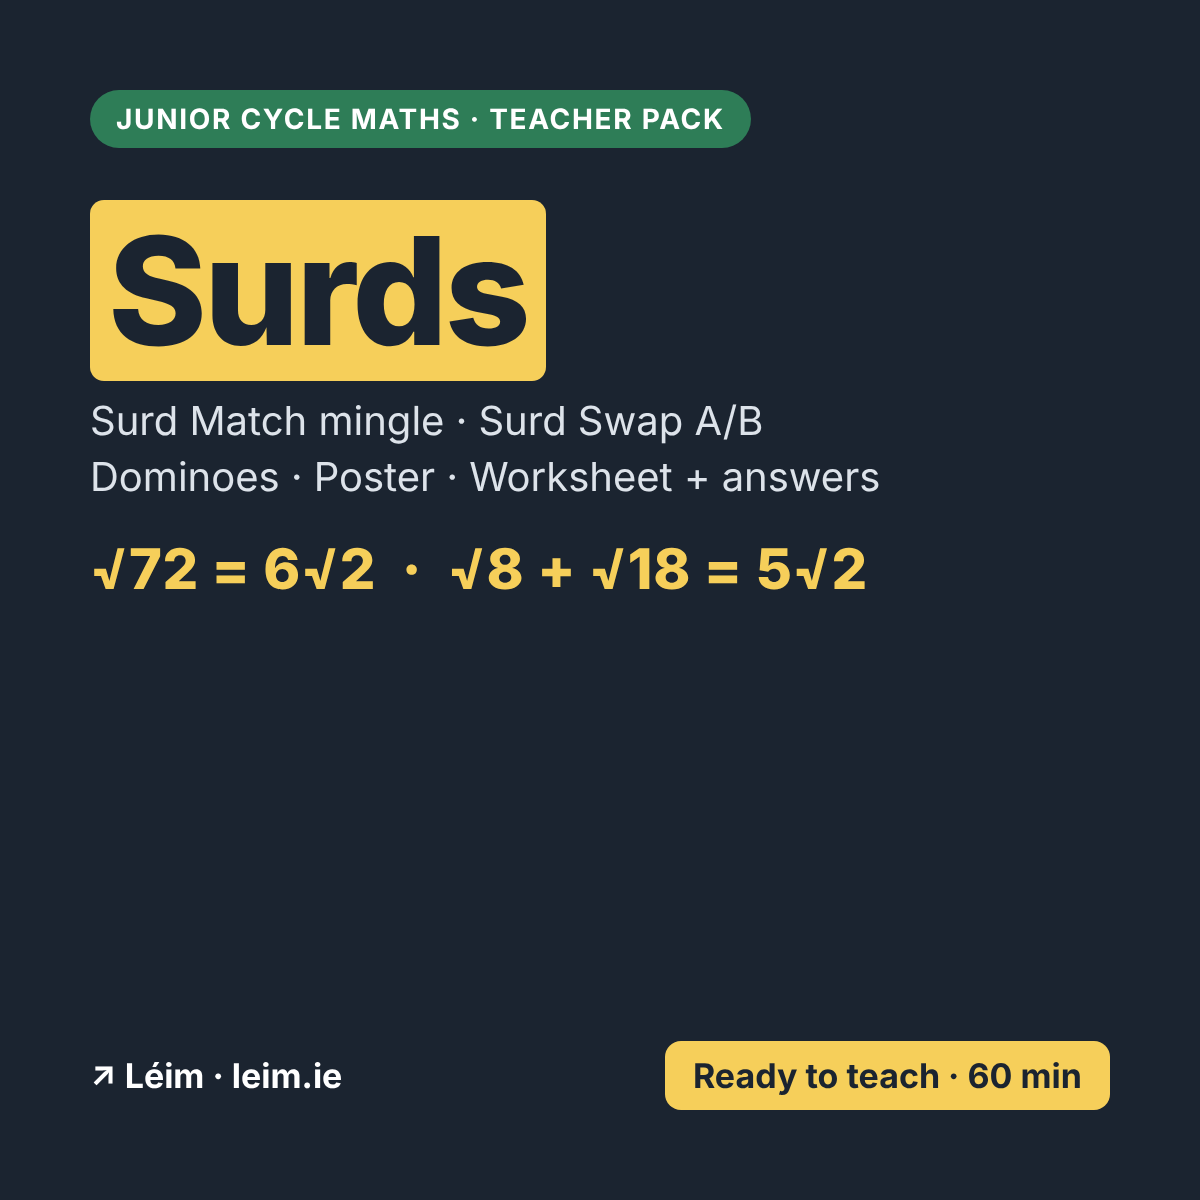 JUNIOR CYCLE MATHS · TEACHER PACK
Surds
Surd Match mingle · Surd Swap A/B
Dominoes · Poster · Worksheet + answers
√72 = 6√2 · √8 + √18 = 5√2
↗ Léim · leim.ie
Ready to teach · 60 min